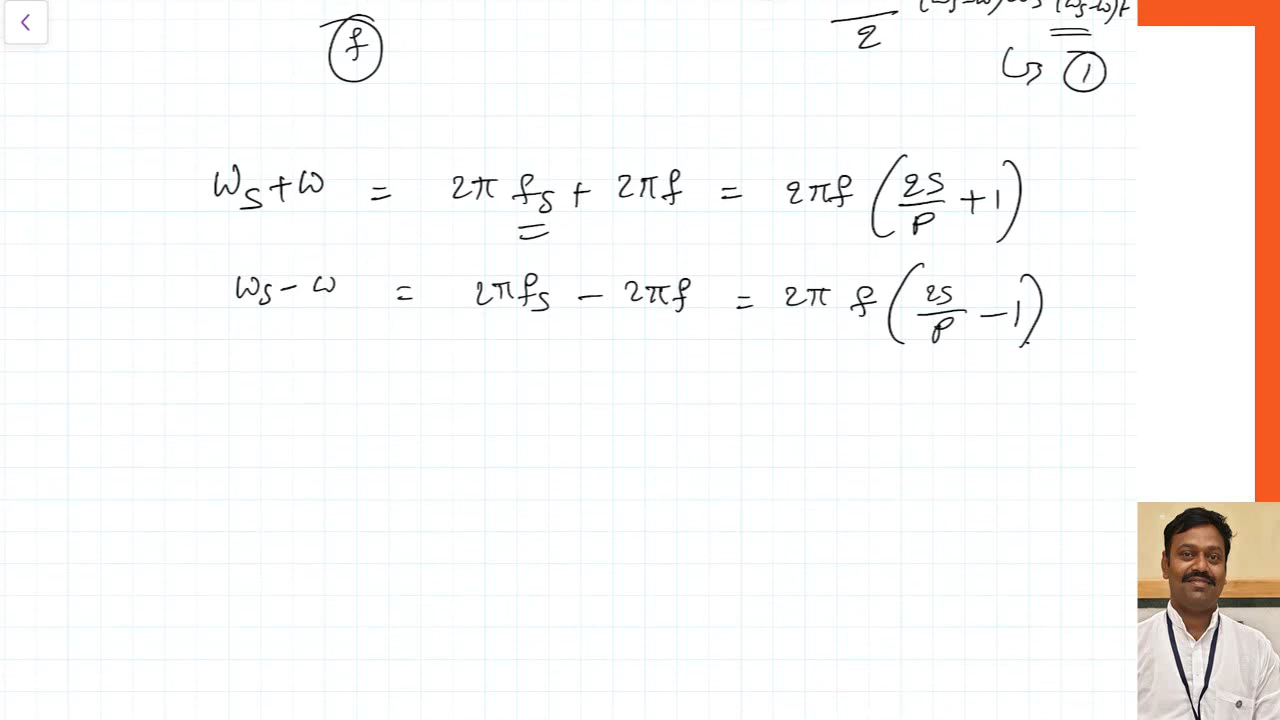 f
2
①
ωs+ω = 2π fs + 2πf = 2πf (2S/P + 1)
ωs - ω = 2πfs - 2πf = 2π f (2S/P - 1)